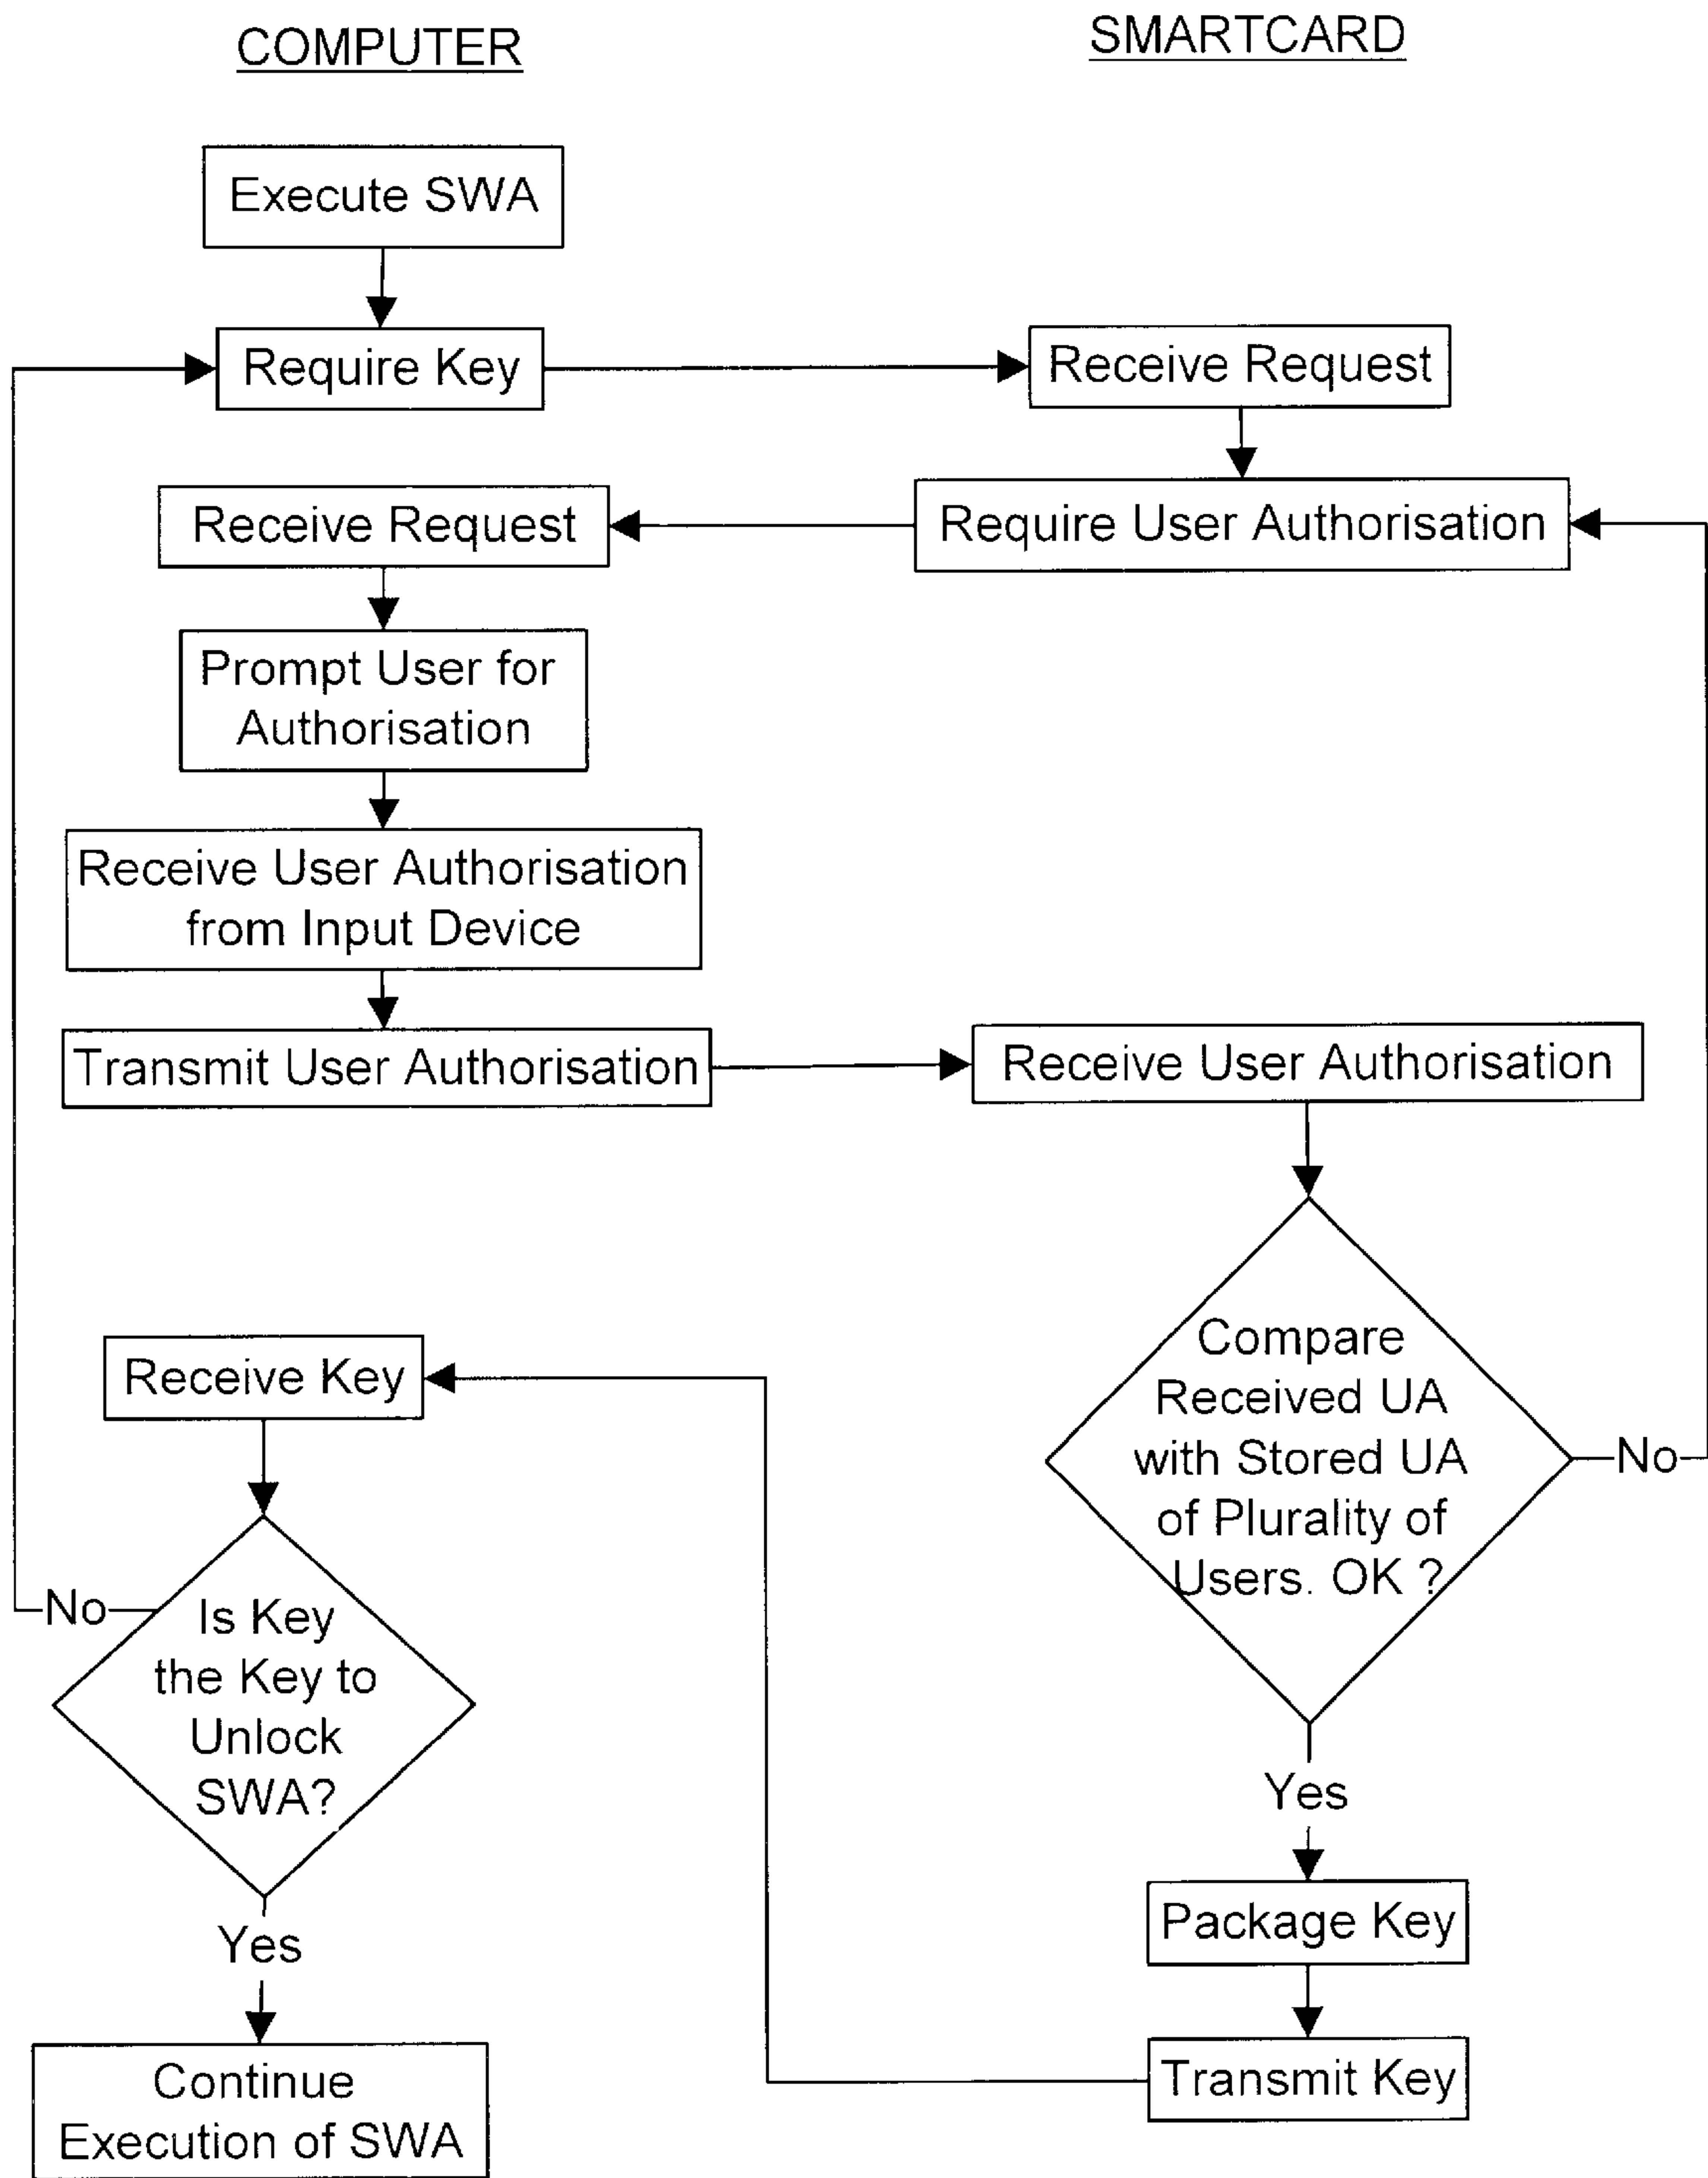 COMPUTER
SMARTCARD
Execute SWA
Require Key
Receive Request
Receive Request
Require User Authorisation
Prompt User for
Authorisation
Receive User Authorisation
from Input Device
Transmit User Authorisation
Receive User Authorisation
Compare
Received UA
with Stored UA
of Plurality of
Users. OK ?
No
Receive Key
No
Is Key
the Key to
Unlock
SWA?
Yes
Package Key
Yes
Transmit Key
Continue
Execution of SWA